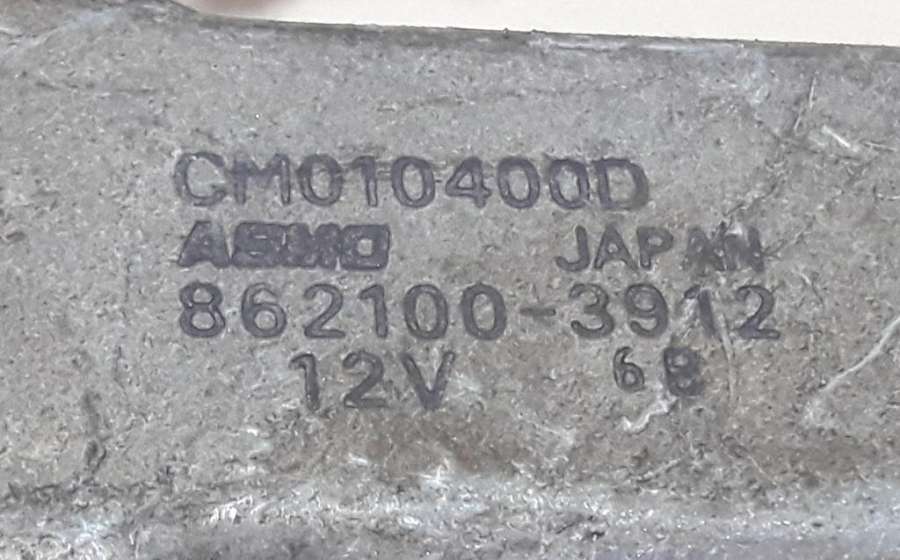 CM010400D
ASMO JAPAN
862100-3912
12V 6B